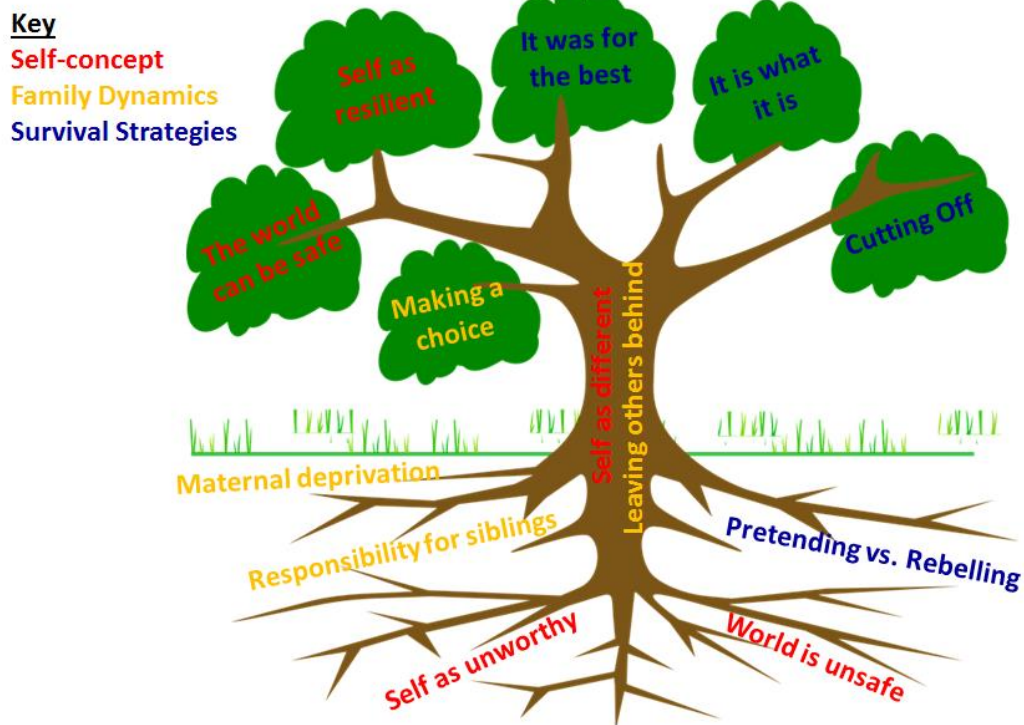 Key
Self-concept
Family Dynamics
Survival Strategies
Self as
resilient
It was for
the best
It is what
it is
The world
can be safe
Making a
choice
Cutting Off
Self as different
Leaving others behind
Maternal deprivation
Responsibility for siblings
Pretending vs. Rebelling
Self as unworthy
World is unsafe